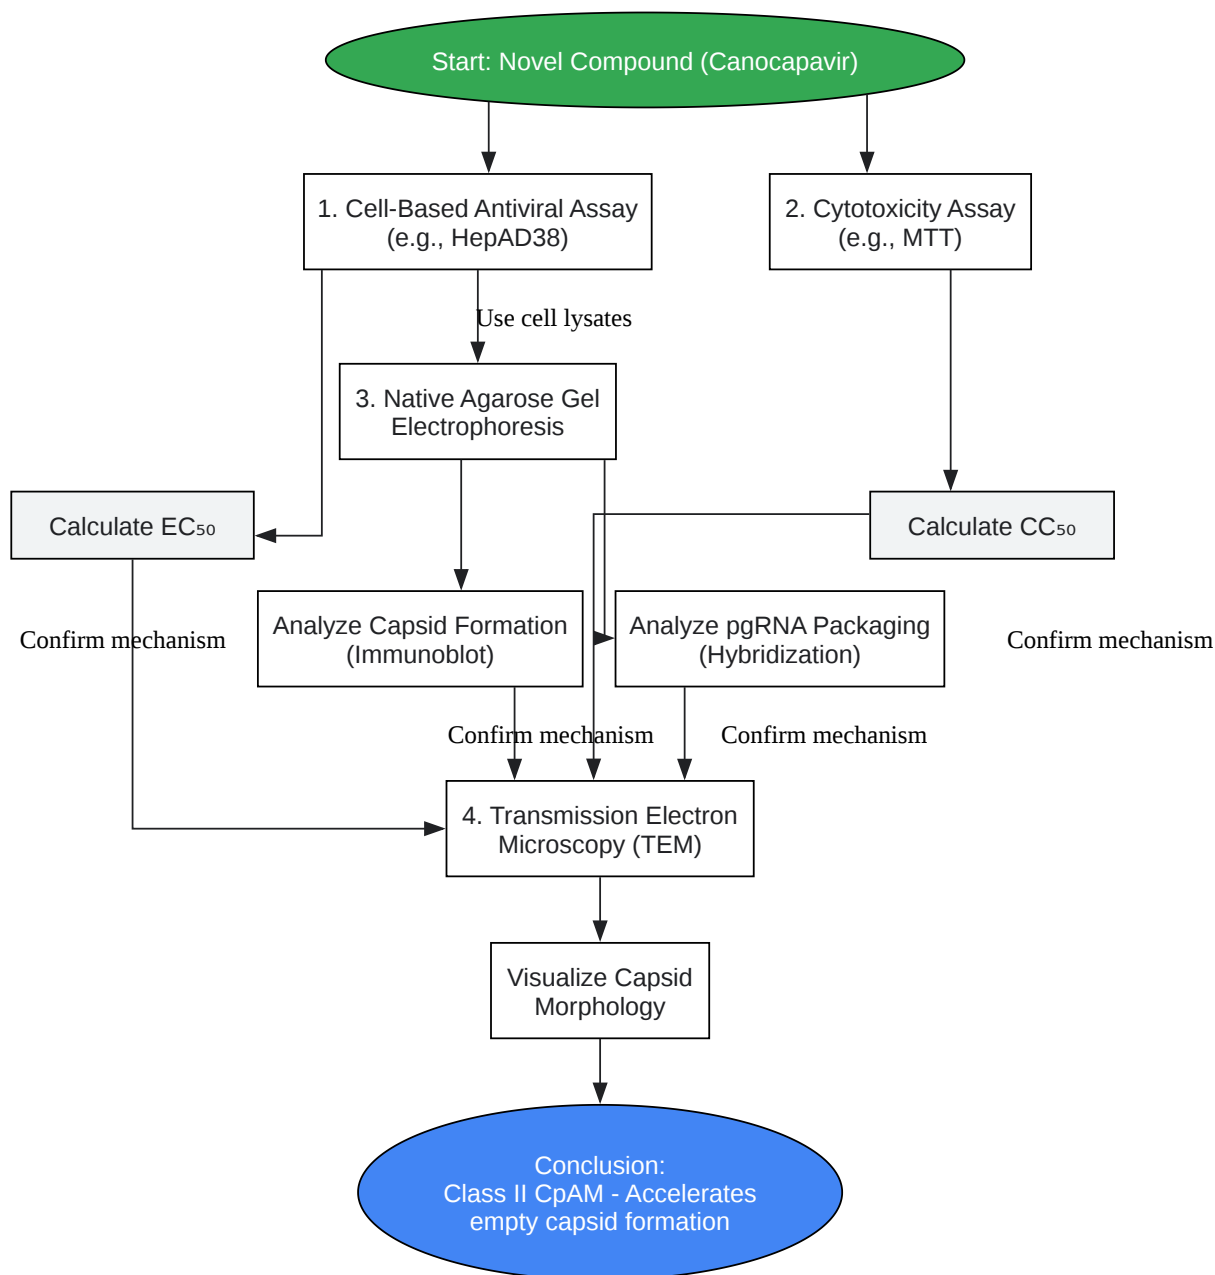 Start: Novel Compound (Canocapavir)
1. Cell-Based Antiviral Assay
(e.g., HepAD38)
2. Cytotoxicity Assay
(e.g., MTT)
Use cell lysates
3. Native Agarose Gel
Electrophoresis
Calculate EC₅₀
Calculate CC₅₀
Analyze Capsid Formation
(Immunoblot)
Analyze pgRNA Packaging
(Hybridization)
Confirm mechanism
Confirm mechanism
Confirm mechanism
Confirm mechanism
4. Transmission Electron
Microscopy (TEM)
Visualize Capsid
Morphology
Conclusion:
Class II CpAM - Accelerates
empty capsid formation